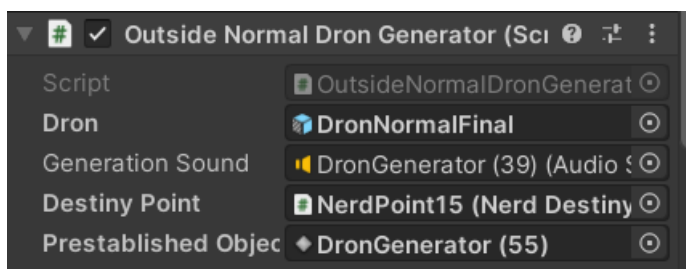 Outside Normal Dron Generator (Sc
Script OutsideNormalDronGenerat
Dron DronNormalFinal
Generation Sound DronGenerator (39) (Audio S
Destiny Point NerdPoint15 (Nerd Destiny
Prestablished Objec DronGenerator (55)